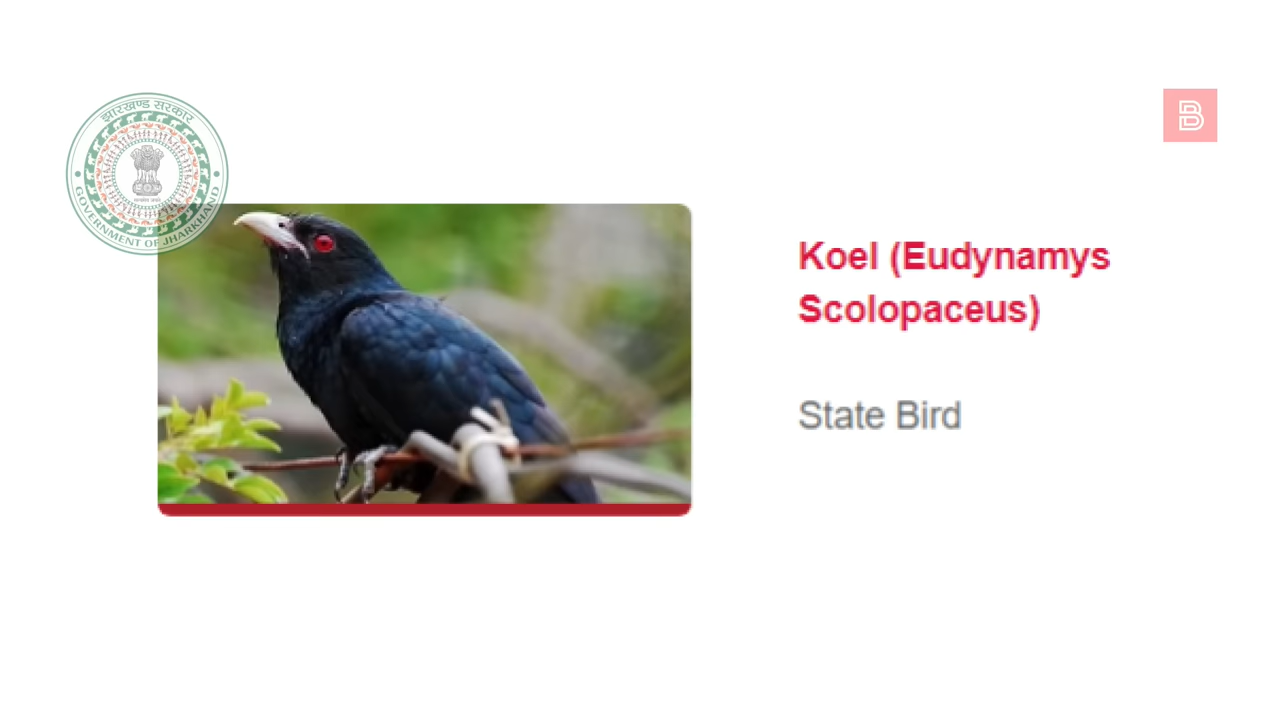 झारखण्ड सरकार
GOVERNMENT OF JHARKHAND
Koel (Eudynamys
Scolopaceus)
State Bird